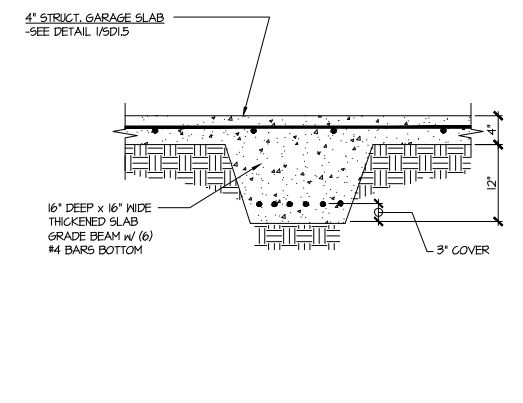 4" STRUCT. GARAGE SLAB
-SEE DETAIL 1/SD1.5
4"
12"
16" DEEP x 16" WIDE
THICKENED SLAB
GRADE BEAM w/ (6)
#4 BARS BOTTOM
3" COVER